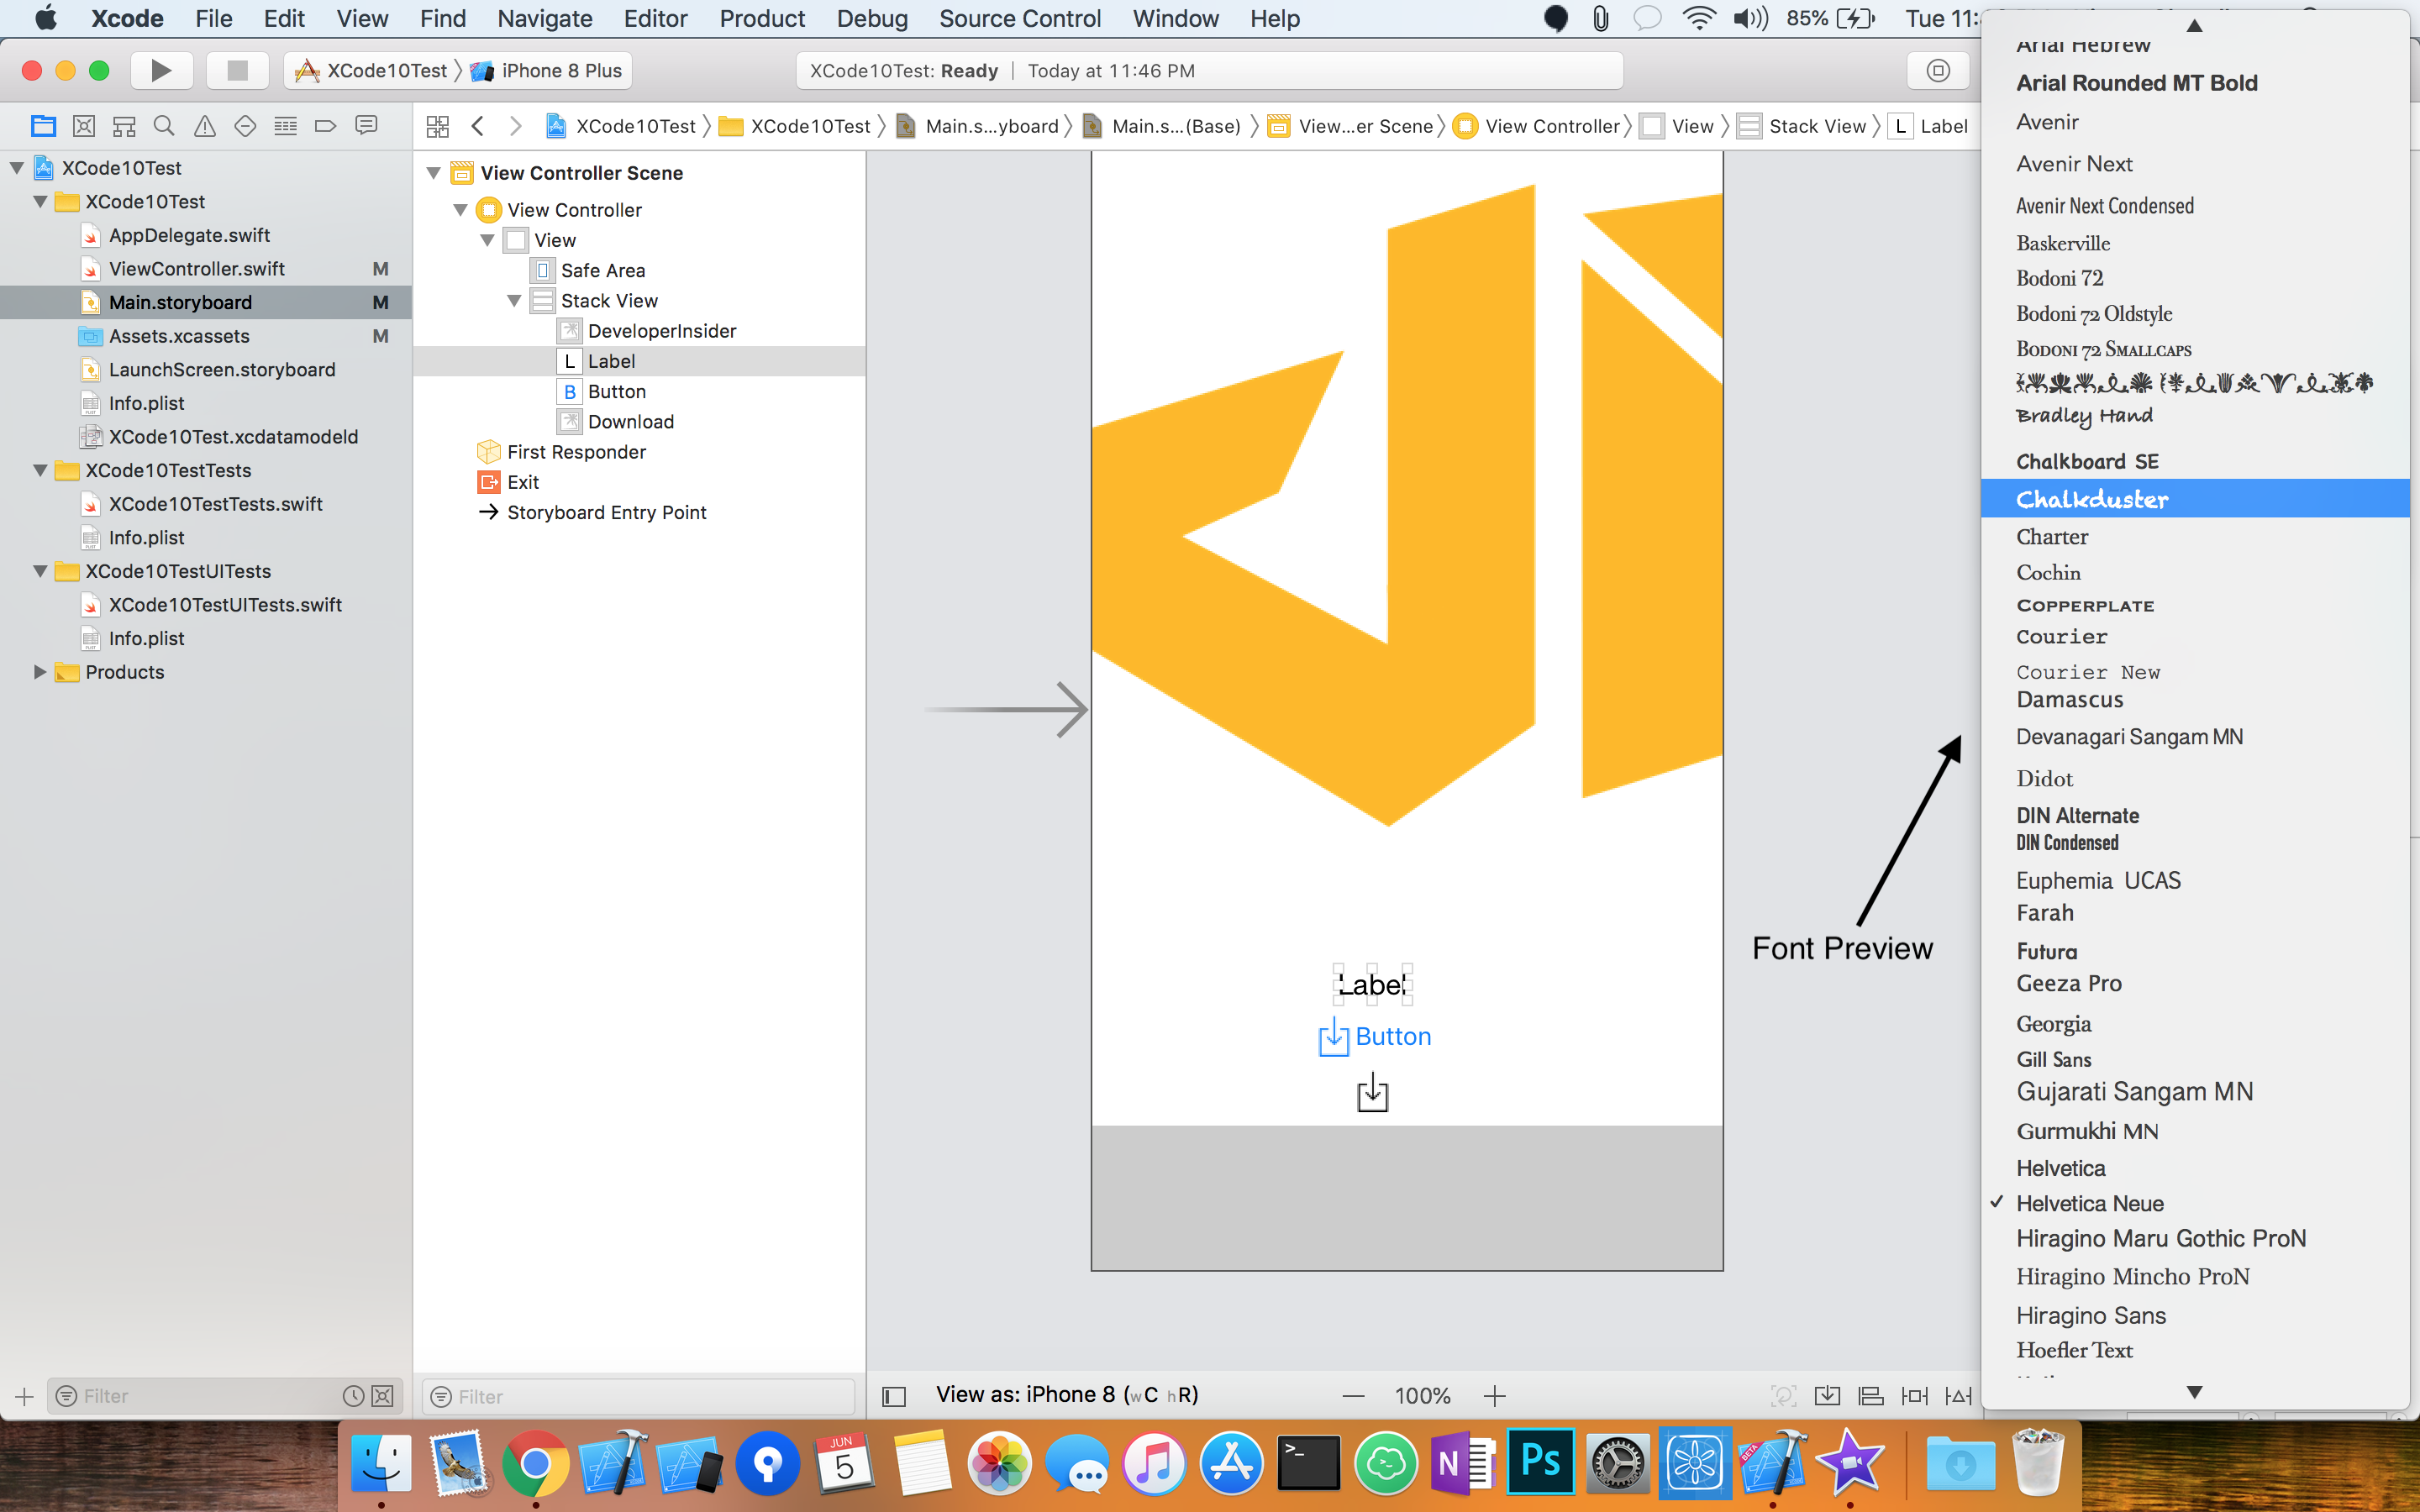 Xcode File Edit View Find Navigate Editor Product Debug Source Control Window Help 85% Tue 11:
XCode10Test iPhone 8 Plus
XCode10Test: Ready Today at 11:46 PM
XCode10Test XCode10Test Main.s...yboard Main.s...(Base) View...er Scene View Controller View Stack View L Label
XCode10Test
XCode10Test
AppDelegate.swift
ViewController.swift M
Main.storyboard M
Assets.xcassets M
LaunchScreen.storyboard
Info.plist
XCode10Test.xcdatamodeld
XCode10TestTests
XCode10TestTests.swift
Info.plist
XCode10TestUITests
XCode10TestUITests.swift
Info.plist
Products
Filter
View Controller Scene
View Controller
View
Safe Area
Stack View
DeveloperInsider
L Label
B Button
Download
First Responder
Exit
Storyboard Entry Point
Filter
Label
Button
Font Preview
View as: iPhone 8 (wC hR)
100%
Arial Hebrew
Arial Rounded MT Bold
Avenir
Avenir Next
Avenir Next Condensed
Baskerville
Bodoni 72
Bodoni 72 Oldstyle
Bodoni 72 Smallcaps
Bradley Hand
Chalkboard SE
Chalkduster
Charter
Cochin
Copperplate
Courier
Courier New
Damascus
Devanagari Sangam MN
Didot
DIN Alternate
DIN Condensed
Euphemia UCAS
Farah
Futura
Geeza Pro
Georgia
Gill Sans
Gujarati Sangam MN
Gurmukhi MN
Helvetica
✓ Helvetica Neue
Hiragino Maru Gothic ProN
Hiragino Mincho ProN
Hiragino Sans
Hoefler Text
JUN
5
N
Ps
BETA